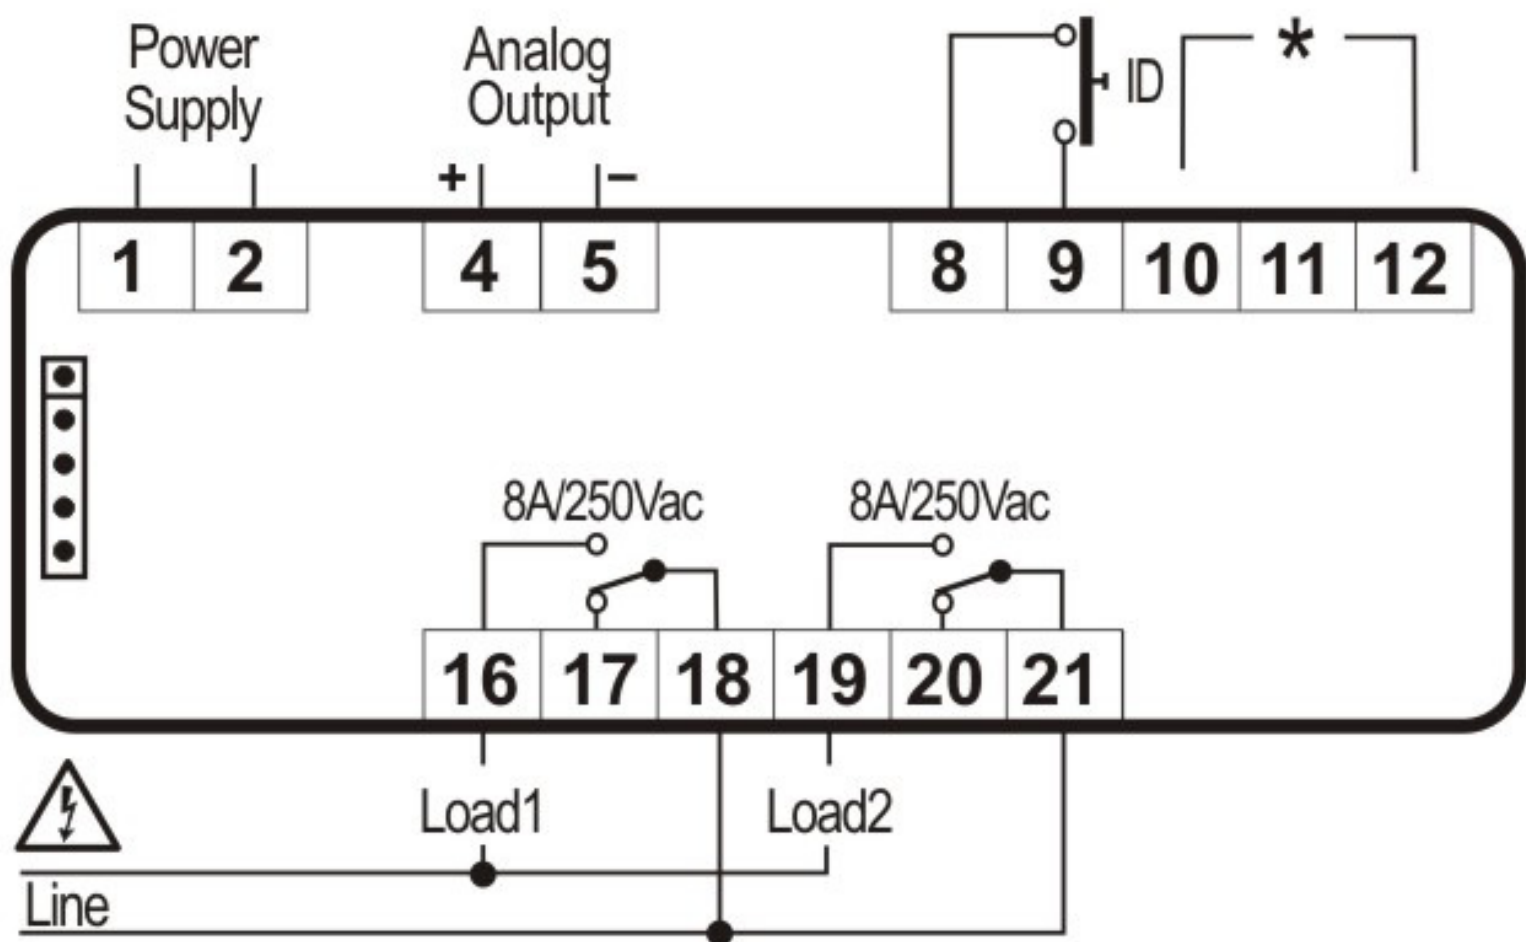 Power
Supply
Analog
Output
ID
*
+ −
1 2 4 5 8 9 10 11 12
8A/250Vac 8A/250Vac
16 17 18 19 20 21
Load1 Load2
Line